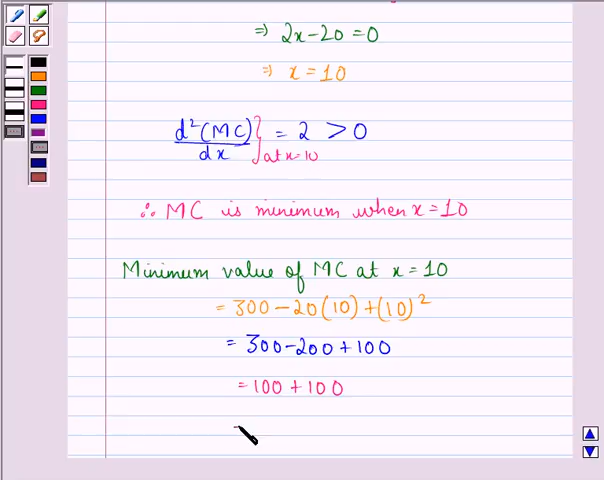 ⇒ 2x-20=0
⇒ x=10
d²(MC)/dx } at x=10 = 2 > 0
∴ MC is minimum when x=10
Minimum value of MC at x=10
= 300-20(10)+(10)²
= 300-200+100
= 100+100